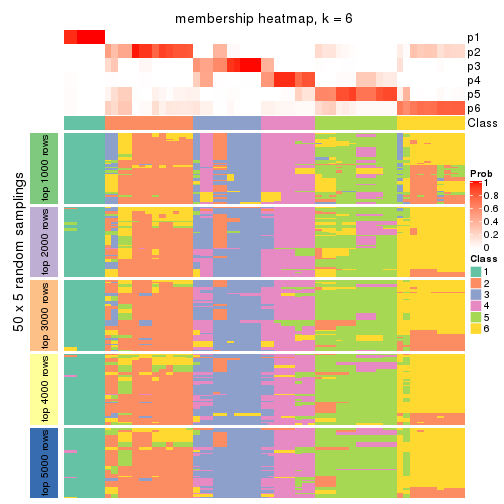 membership heatmap, k = 6
p1
p2
p3
p4
p5
p6
Class
50 x 5 random samplings
top 1000 rows
top 2000 rows
top 3000 rows
top 4000 rows
top 5000 rows
Prob
1
0.8
0.6
0.4
0.2
0
Class
1
2
3
4
5
6